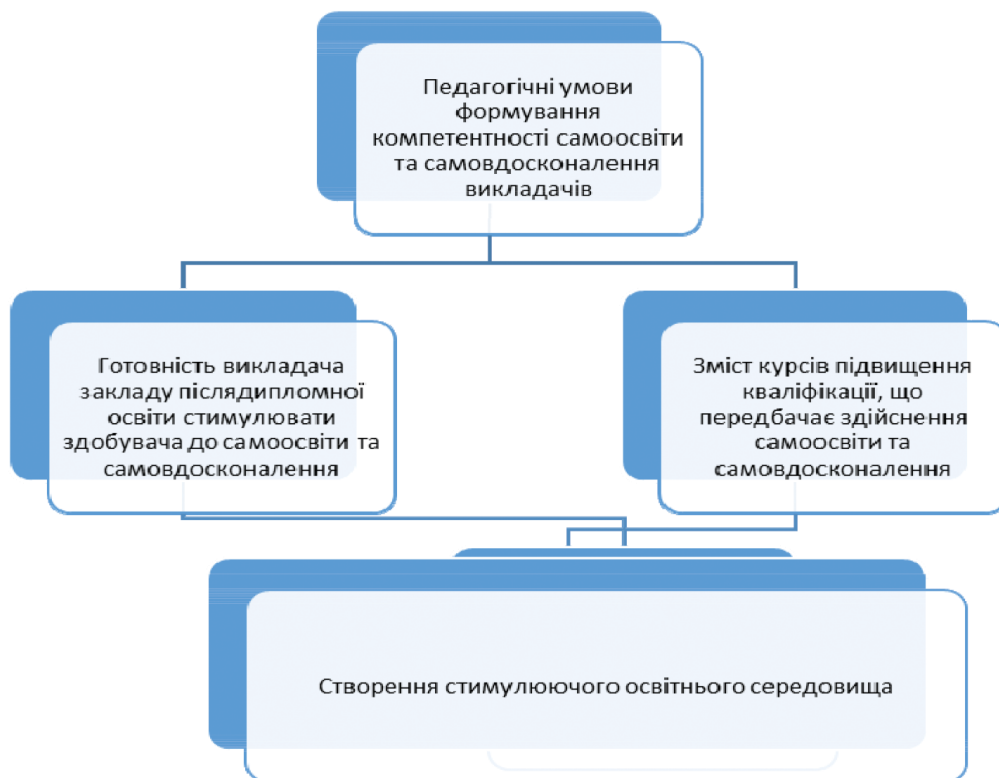 Педагогічні умови
формування
компетентності самоосвіти
та самовдосконалення
викладачів
Готовність викладача
закладу післядипломної
освіти стимулювати
здобувача до самоосвіти та
самовдосконалення
Зміст курсів підвищення
кваліфікації, що
передбачає здійснення
самоосвіти та
самовдосконалення
Створення стимулюючого освітнього середовища